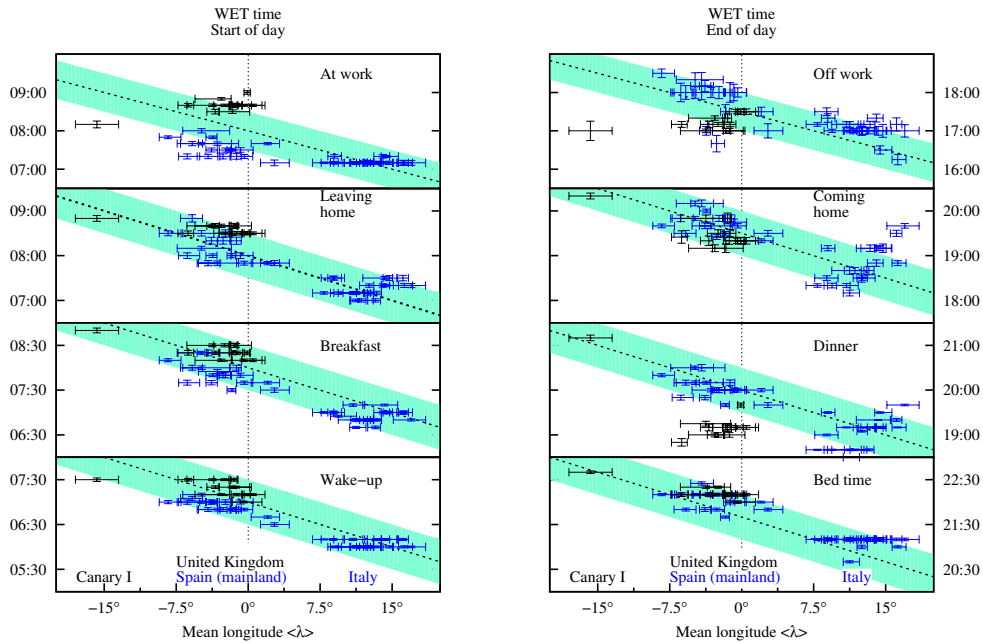 WET time
Start of day
At work
09:00
08:00
07:00
Leaving
home
09:00
08:00
07:00
Breakfast
08:30
07:30
06:30
Wake-up
07:30
06:30
05:30
United Kingdom
Canary I
Spain (mainland)
Italy
-15°
-7.5°
0°
7.5°
15°
Mean longitude <λ>
WET time
End of day
Off work
18:00
17:00
16:00
Coming
home
20:00
19:00
18:00
Dinner
21:00
20:00
19:00
Bed time
22:30
21:30
20:30
United Kingdom
Canary I
Spain (mainland)
Italy
-15°
-7.5°
0°
7.5°
15°
Mean longitude <λ>